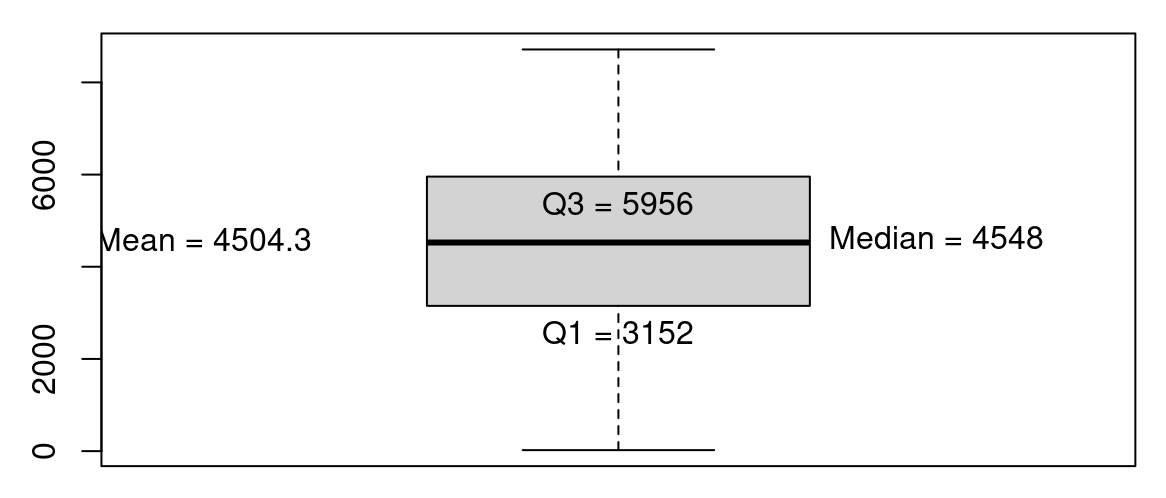 6000
Q3 = 5956
Mean = 4504.3
Median = 4548
Q1 = 3152
2000
0